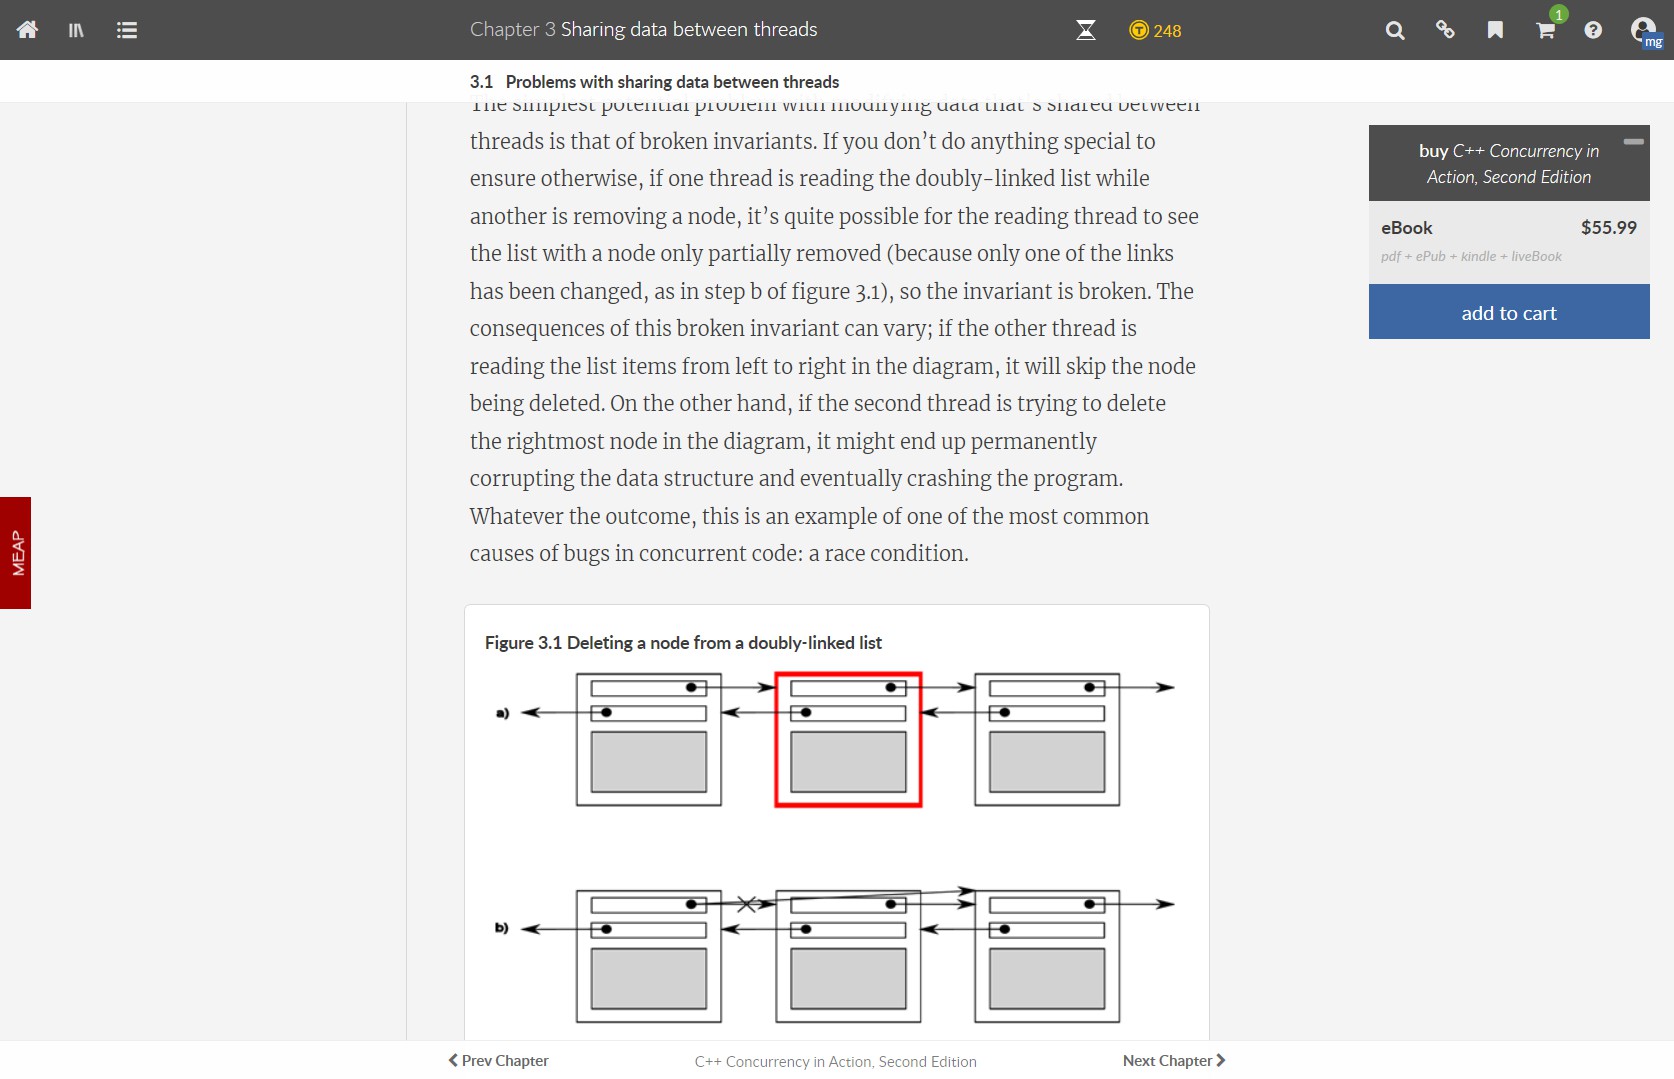 Chapter 3 Sharing data between threads
248
1
mg
3.1 Problems with sharing data between threads
The simplest potential problem with modifying data that's shared between
threads is that of broken invariants. If you don’t do anything special to
ensure otherwise, if one thread is reading the doubly-linked list while
another is removing a node, it’s quite possible for the reading thread to see
the list with a node only partially removed (because only one of the links
has been changed, as in step b of figure 3.1), so the invariant is broken. The
consequences of this broken invariant can vary; if the other thread is
reading the list items from left to right in the diagram, it will skip the node
being deleted. On the other hand, if the second thread is trying to delete
the rightmost node in the diagram, it might end up permanently
corrupting the data structure and eventually crashing the program.
Whatever the outcome, this is an example of one of the most common
causes of bugs in concurrent code: a race condition.
buy C++ Concurrency in
Action, Second Edition
eBook $55.99
pdf + ePub + kindle + liveBook
add to cart
MEAP
Figure 3.1 Deleting a node from a doubly-linked list
a)
b)
Prev Chapter
C++ Concurrency in Action, Second Edition
Next Chapter